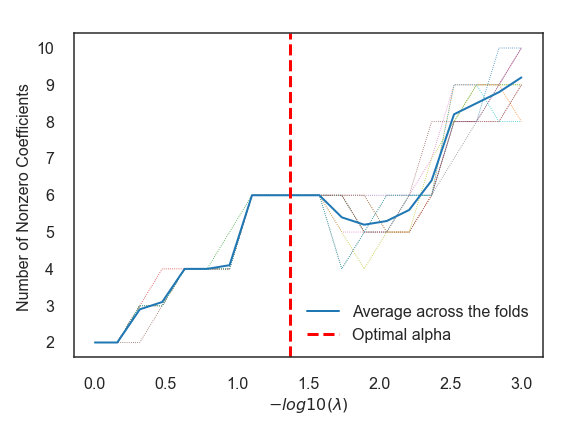 10
9
8
7
6
5
4
3
2
Number of Nonzero Coefficients
Average across the folds
Optimal alpha
0.0 0.5 1.0 1.5 2.0 2.5 3.0
−log10(λ)